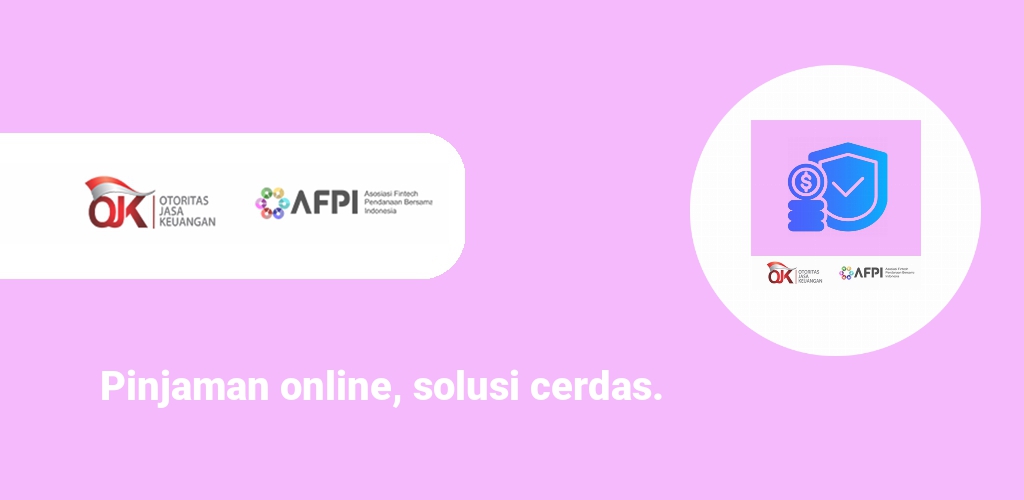 OJK
OTORITAS
JASA
KEUANGAN
AFPI
Asosiasi Fintech
Pendanaan Bersama
Indonesia
$
OJK
OTORITAS
JASA
KEUANGAN
AFPI
Asosiasi Fintech
Pendanaan Bersama
Indonesia
Pinjaman online, solusi cerdas.